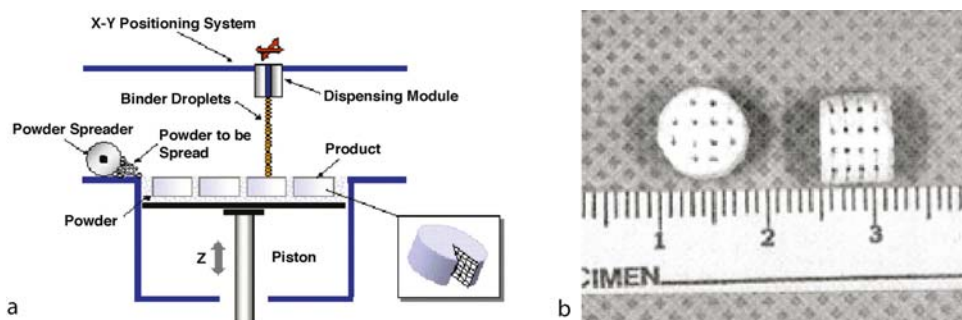 X-Y Positioning System
Binder Droplets
Dispensing Module
Powder Spreader
Powder to be
Spread
Product
Powder
Z
Piston
a
1
2
3
CIMEN
b